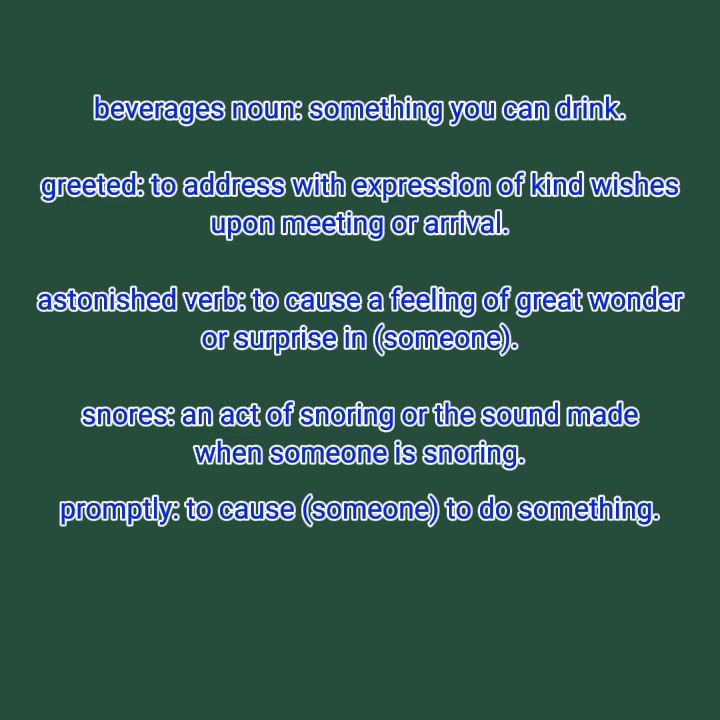 beverages noun: something you can drink.
greeted: to address with expression of kind wishes
upon meeting or arrival.
astonished verb: to cause a feeling of great wonder
or surprise in (someone).
snores: an act of snoring or the sound made
when someone is snoring.
promptly: to cause (someone) to do something.